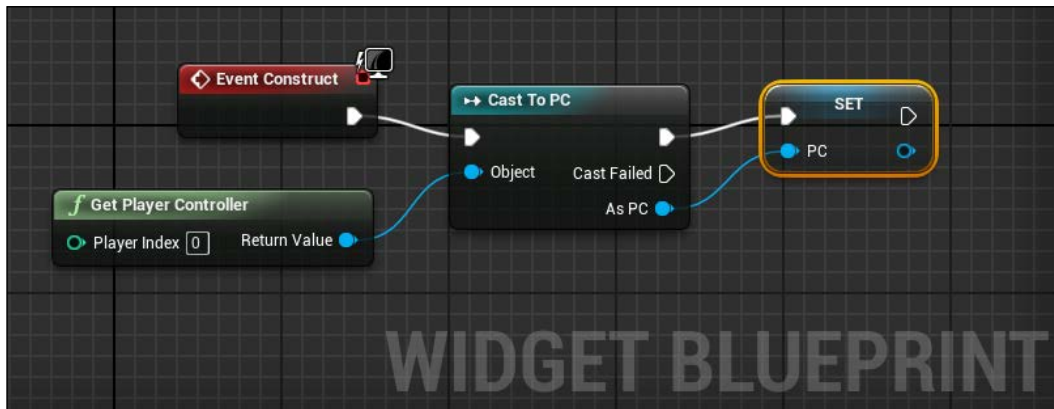 Event Construct
Cast To PC
SET
Object
Cast Failed
PC
As PC
Get Player Controller
Player Index 0
Return Value
WIDGET BLUEPRINT